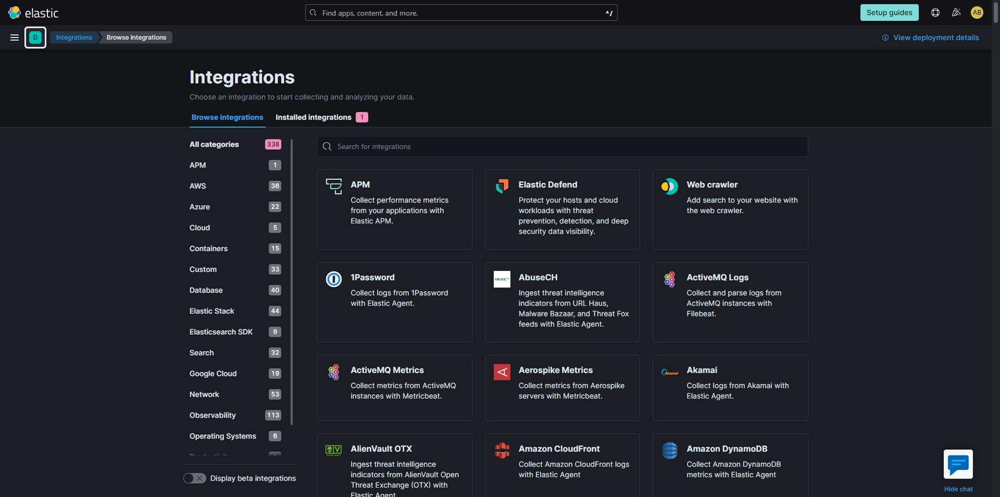 elastic
Find apps, content, and more.
^/
Setup guides
AB
D
Integrations
Browse integrations
View deployment details
Integrations
Choose an integration to start collecting and analyzing your data.
Browse integrations
Installed integrations 1
All categories 338
APM 1
AWS 36
Azure 22
Cloud 5
Containers 15
Custom 33
Database 40
Elastic Stack 44
Elasticsearch SDK 9
Search 32
Google Cloud 19
Network 53
Observability 113
Operating Systems 6
Display beta integrations
Search for integrations
APM
Collect performance metrics
from your applications with
Elastic APM.
Elastic Defend
Protect your hosts and cloud
workloads with threat
prevention, detection, and deep
security data visibility.
Web crawler
Add search to your website with
the web crawler.
1Password
Collect logs from 1Password
with Elastic Agent.
ABUSE
AbuseCH
Ingest threat intelligence
indicators from URL Haus,
Malware Bazaar, and Threat Fox
feeds with Elastic Agent.
ActiveMQ Logs
Collect and parse logs from
ActiveMQ instances with
Filebeat.
ActiveMQ Metrics
Collect metrics from ActiveMQ
instances with Metricbeat.
Aerospike Metrics
Collect metrics from Aerospike
servers with Metricbeat.
Akamai
Akamai
Collect logs from Akamai with
Elastic Agent.
ALIEN VAULT
AlienVault OTX
Ingest threat intelligence
indicators from AlienVault Open
Threat Exchange (OTX) with
Elastic Agent
Amazon CloudFront
Collect Amazon CloudFront logs
with Elastic Agent
Amazon DynamoDB
Collect Amazon DynamoDB
metrics with Elastic Agent
Hide chat